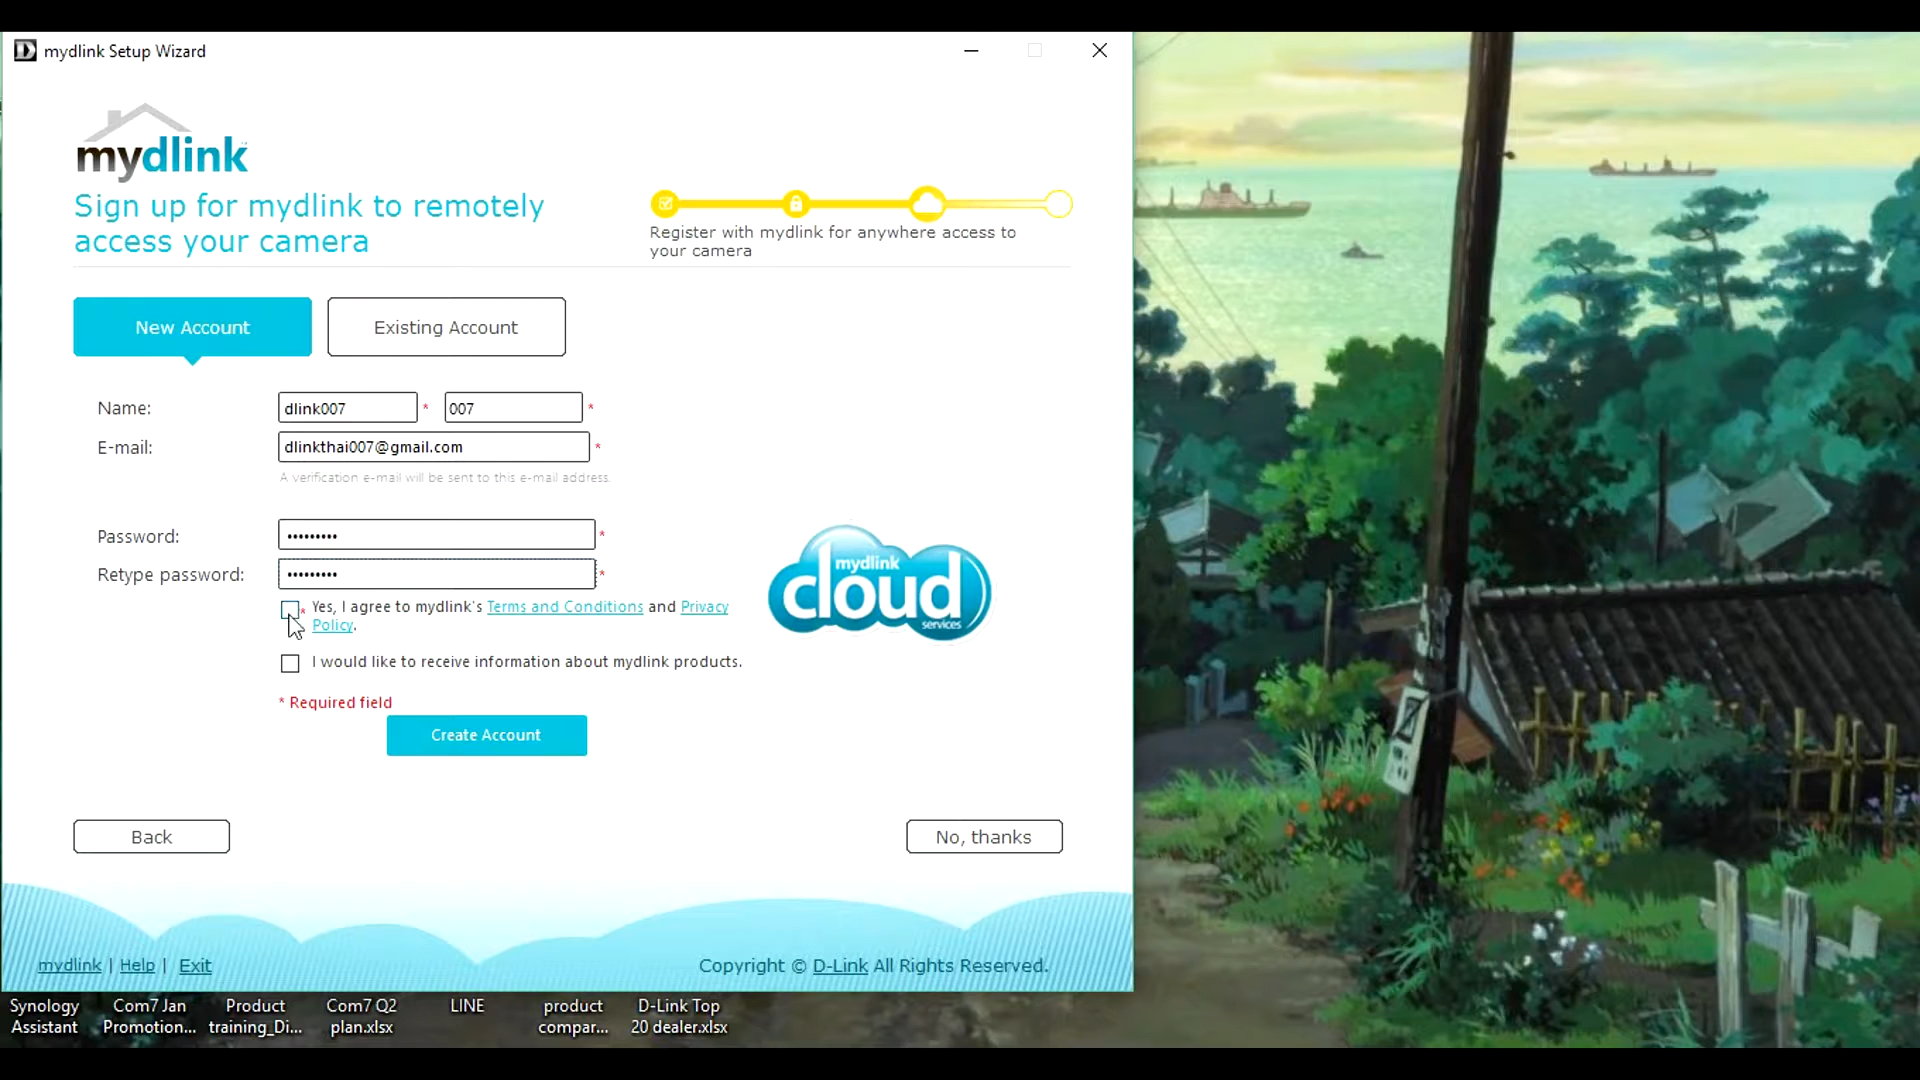 mydlink Setup Wizard
mydlink
Sign up for mydlink to remotely
access your camera
Register with mydlink for anywhere access to
your camera
New Account
Existing Account
Name:
dlink007 *
007 *
E-mail:
dlinkthai007@gmail.com *
A verification e-mail will be sent to this e-mail address.
Password:
••••••••• *
Retype password:
••••••••• *
* Yes, I agree to mydlink's Terms and Conditions and Privacy
Policy.
I would like to receive information about mydlink products.
* Required field
Create Account
mydlink
cloud
services
Back
No, thanks
mydlink | Help | Exit
Copyright © D-Link All Rights Reserved.
Synology
Assistant
Com7 Jan
Promotion...
Product
training_Di...
Com7 Q2
plan.xlsx
LINE
product
compar...
D-Link Top
20 dealer.xlsx